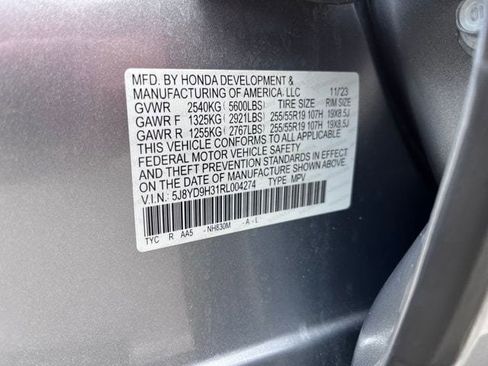 MFD. BY HONDA DEVELOPMENT &
MANUFACTURING OF AMERICA, LLC 11/23
GVWR 2540KG (5600LBS) TIRE SIZE RIM SIZE
GAWR F 1325KG (2921LBS) 255/55R19 107H 19X8.5J
GAWR R 1255KG (2767LBS) 255/55R19 107H 19X8.5J
THIS VEHICLE CONFORMS TO ALL APPLICABLE
FEDERAL MOTOR VEHICLE SAFETY
AND THEFT PREVENTION STANDARDS IN EFFECT
ON THE DATE OF MANUFACTURE SHOWN ABOVE.
V.I.N.: 5J8YD9H31RL004274 TYPE: MPV
TYC R AA5 -NH830M -A-L